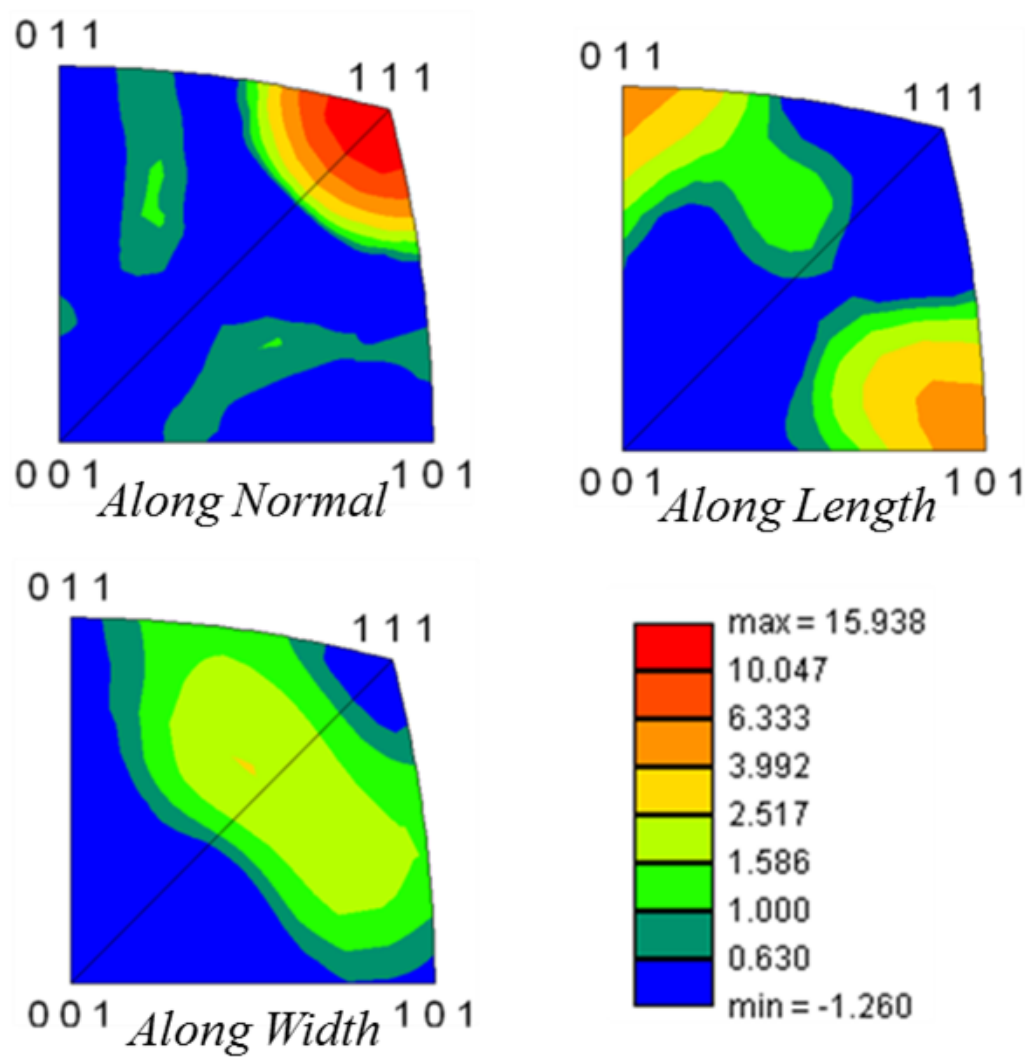 0 1 1
1 1 1
0 0 1
1 0 1
Along Normal
0 1 1
1 1 1
0 0 1
1 0 1
Along Length
0 1 1
1 1 1
0 0 1
1 0 1
Along Width
max = 15.938
10.047
6.333
3.992
2.517
1.586
1.000
0.630
min = -1.260